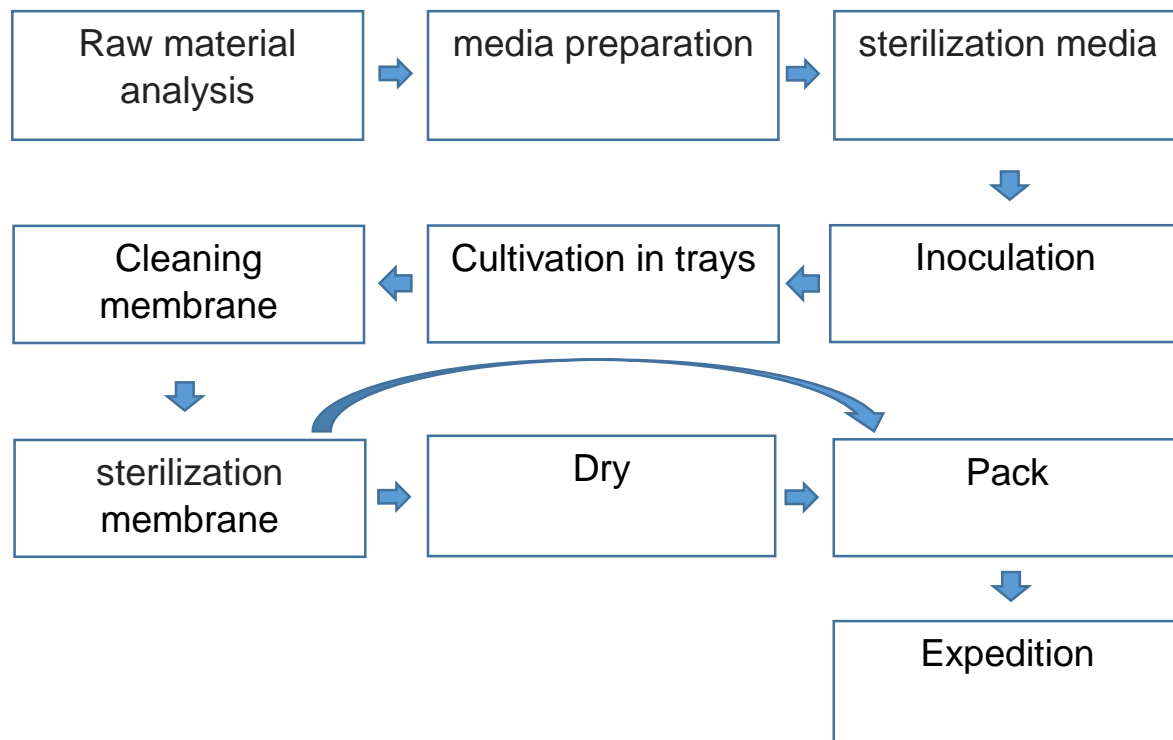 Raw material
analysis
media preparation
sterilization media
Cleaning
membrane
Cultivation in trays
Inoculation
sterilization
membrane
Dry
Pack
Expedition